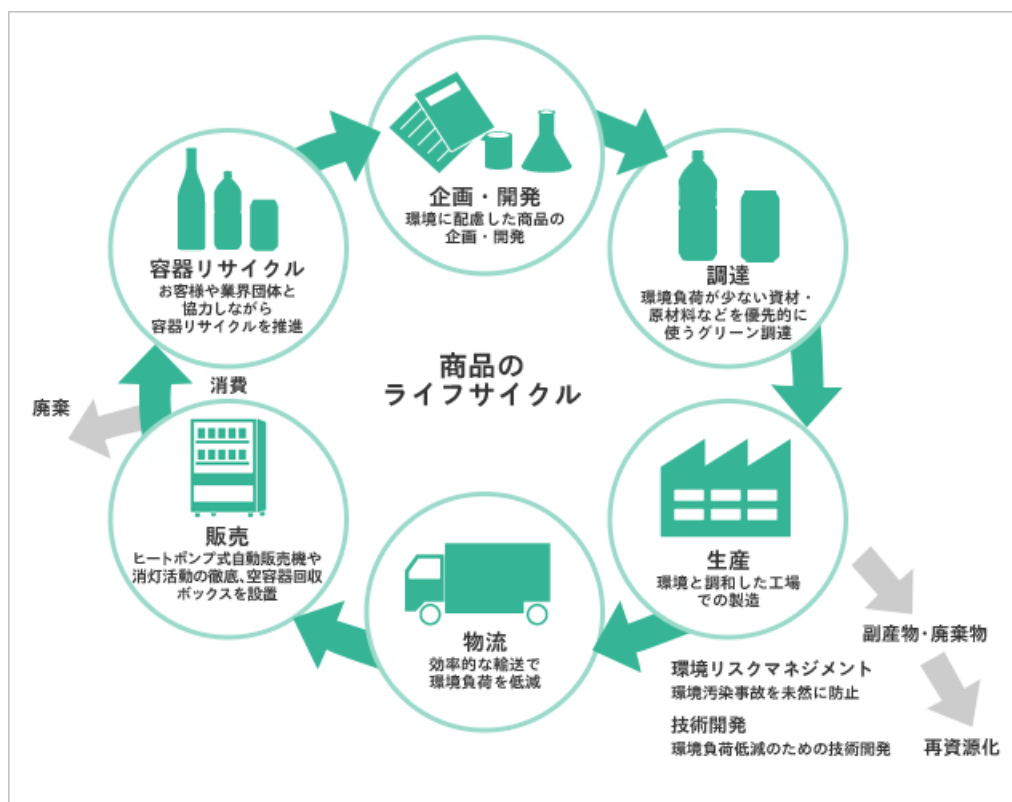 企画・開発
環境に配慮した商品の
企画・開発
調達
環境負荷が少ない資材・
原材料などを優先的に
使うグリーン調達
生産
環境と調和した工場
での製造
副産物・廃棄物
再資源化
環境リスクマネジメント
環境汚染事故を未然に防止
技術開発
環境負荷低減のための技術開発
物流
効率的な輸送で
環境負荷を低減
販売
ヒートポンプ式自動販売機や
消灯活動の徹底、空容器回収
ボックスを設置
消費
廃棄
容器リサイクル
お客様や業界団体と
協力しながら
容器リサイクルを推進
商品の
ライフサイクル